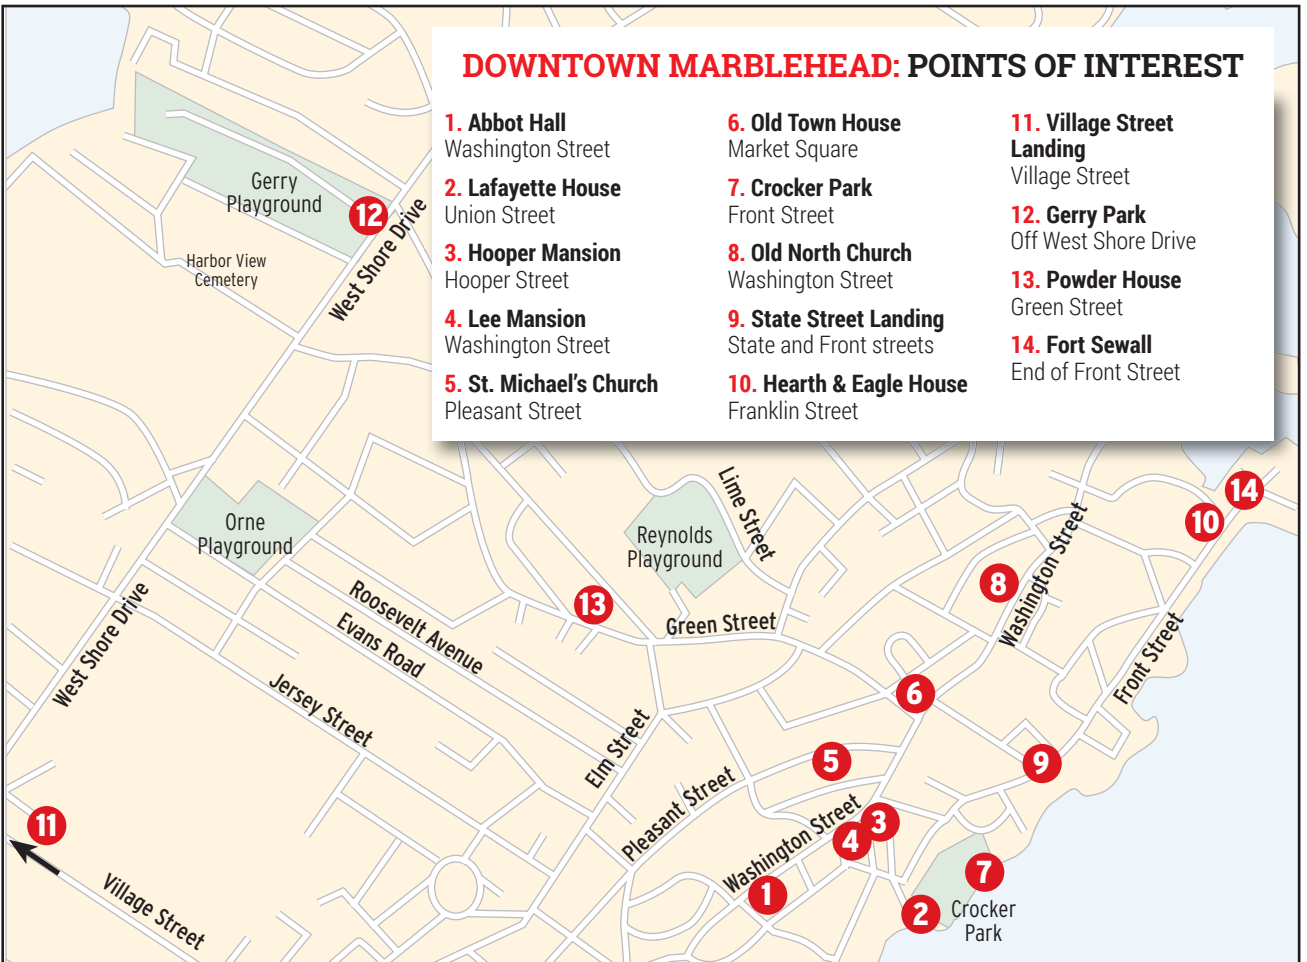 DOWNTOWN MARBLEHEAD: POINTS OF INTEREST
1. Abbot Hall
Washington Street
2. Lafayette House
Union Street
3. Hooper Mansion
Hooper Street
4. Lee Mansion
Washington Street
5. St. Michael's Church
Pleasant Street
6. Old Town House
Market Square
7. Crocker Park
Front Street
8. Old North Church
Washington Street
9. State Street Landing
State and Front streets
10. Hearth & Eagle House
Franklin Street
11. Village Street
Landing
Village Street
12. Gerry Park
Off West Shore Drive
13. Powder House
Green Street
14. Fort Sewall
End of Front Street
Gerry
Playground
12
West Shore Drive
Harbor View
Cemetery
Orne
Playground
Reynolds
Playground
Lime Street
14
10
8
Washington Street
13
Green Street
Roosevelt Avenue
Evans Road
West Shore Drive
Jersey Street
Front Street
6
Elm Street
5
9
Pleasant Street
11
Washington Street
3
4
7
1
2
Crocker
Park
Village Street